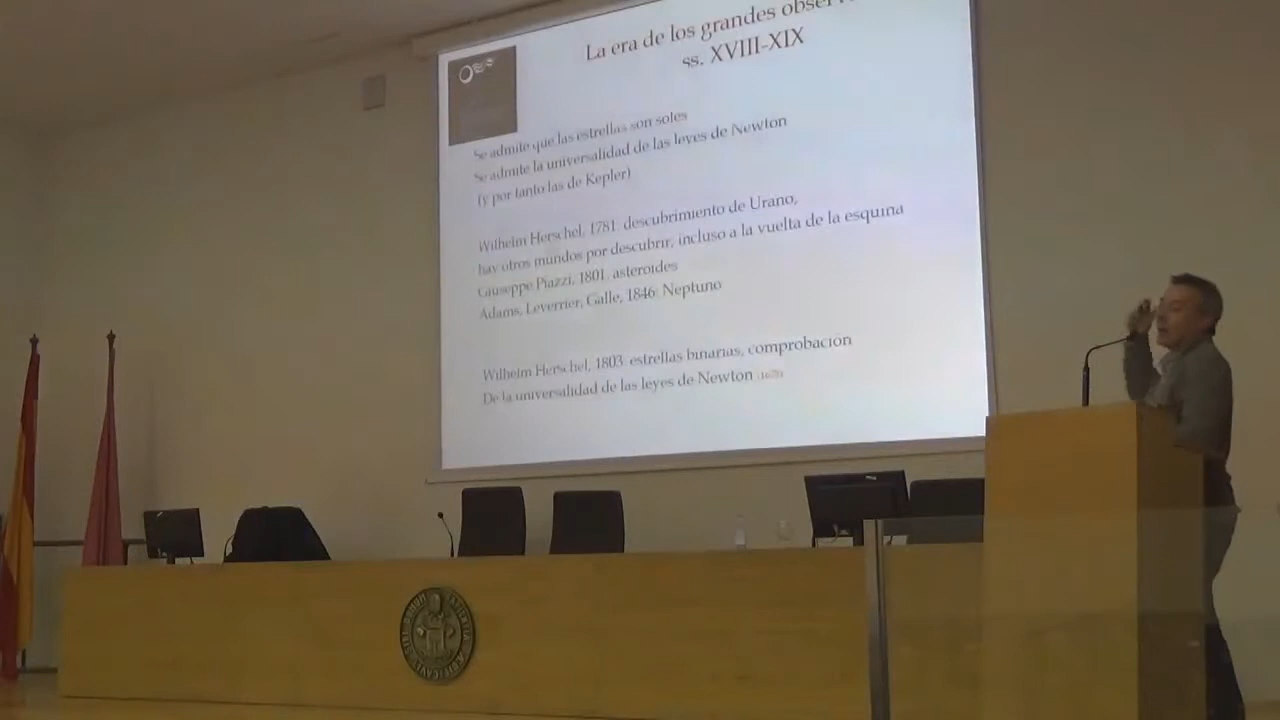 La era de los grandes
ss. XVIII-XIX
Se admite que las estrellas son soles
Se admite la universalidad de las leyes de Newton
(y por tanto las de Kepler)
Wilhelm Herschel, 1781: descubrimiento de Urano,
hay otros mundos por descubrir, incluso a la vuelta de la esquina
Giuseppe Piazzi, 1801: asteroides
Adams, Leverrier, Galle, 1846: Neptuno
Wilhelm Herschel, 1803: estrellas binarias, comprobación
De la universalidad de las leyes de Newton